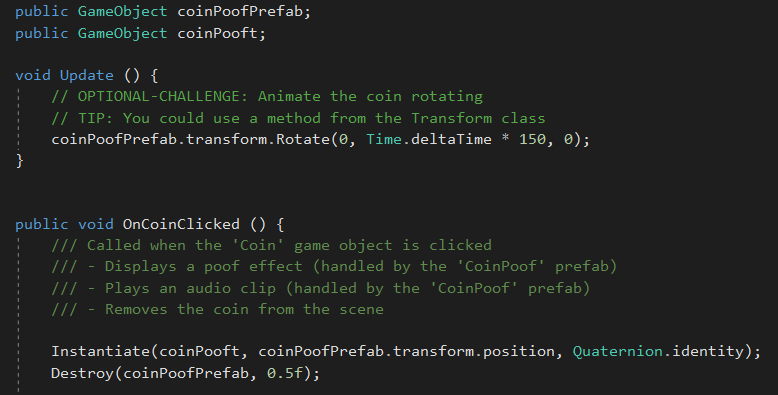 public GameObject coinPoofPrefab;
public GameObject coinPooft;
void Update () {
// OPTIONAL-CHALLENGE: Animate the coin rotating
// TIP: You could use a method from the Transform class
coinPoofPrefab.transform.Rotate(0, Time.deltaTime * 150, 0);
}
public void OnCoinClicked () {
/// Called when the 'Coin' game object is clicked
/// - Displays a poof effect (handled by the 'CoinPoof' prefab)
/// - Plays an audio clip (handled by the 'CoinPoof' prefab)
/// - Removes the coin from the scene
Instantiate(coinPooft, coinPoofPrefab.transform.position, Quaternion.identity);
Destroy(coinPoofPrefab, 0.5f);